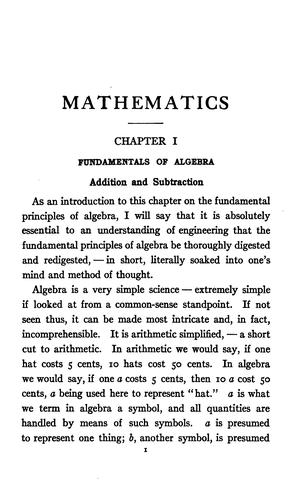 MATHEMATICS
CHAPTER I
FUNDAMENTALS OF ALGEBRA
Addition and Subtraction
As an introduction to this chapter on the fundamental
principles of algebra, I will say that it is absolutely
essential to an understanding of engineering that the
fundamental principles of algebra be thoroughly digested
and redigested, — in short, literally soaked into one's
mind and method of thought.
Algebra is a very simple science — extremely simple
if looked at from a common-sense standpoint. If not
seen thus, it can be made most intricate and, in fact,
incomprehensible. It is arithmetic simplified, — a short
cut to arithmetic. In arithmetic we would say, if one
hat costs 5 cents, 10 hats cost 50 cents. In algebra
we would say, if one a costs 5 cents, then 10 a cost 50
cents, a being used here to represent "hat." a is what
we term in algebra a symbol, and all quantities are
handled by means of such symbols. a is presumed
to represent one thing; b, another symbol, is presumed
1